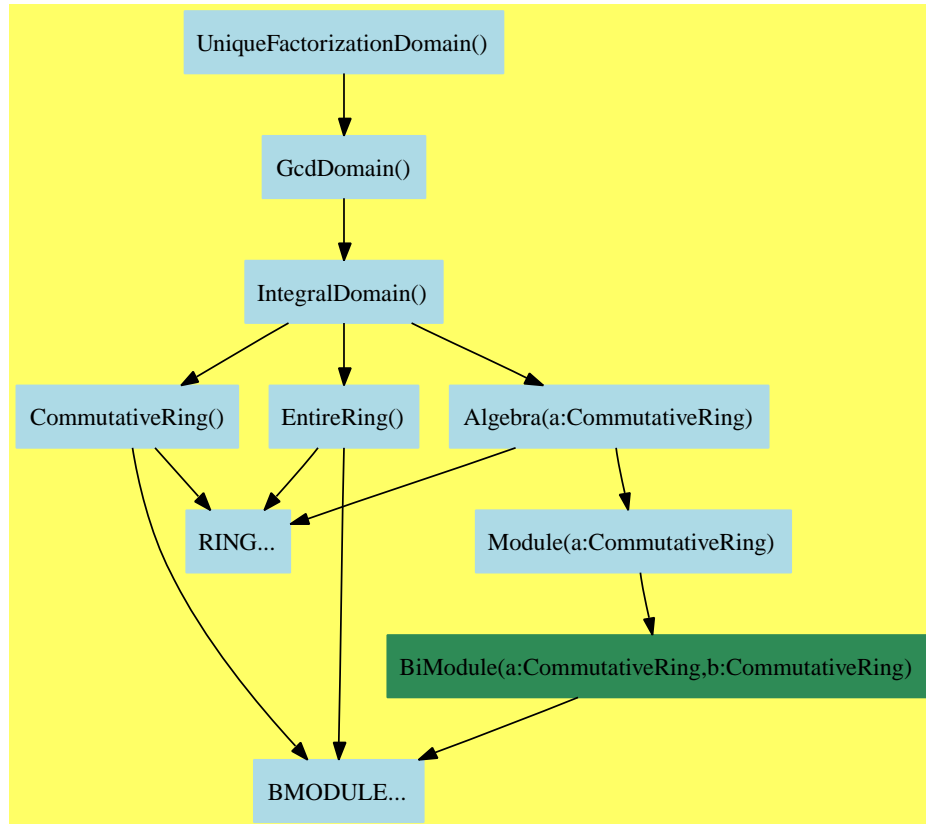 UniqueFactorizationDomain()
GcdDomain()
IntegralDomain()
CommutativeRing()
EntireRing()
Algebra(a:CommutativeRing)
RING...
Module(a:CommutativeRing)
BiModule(a:CommutativeRing,b:CommutativeRing)
BMODULE...